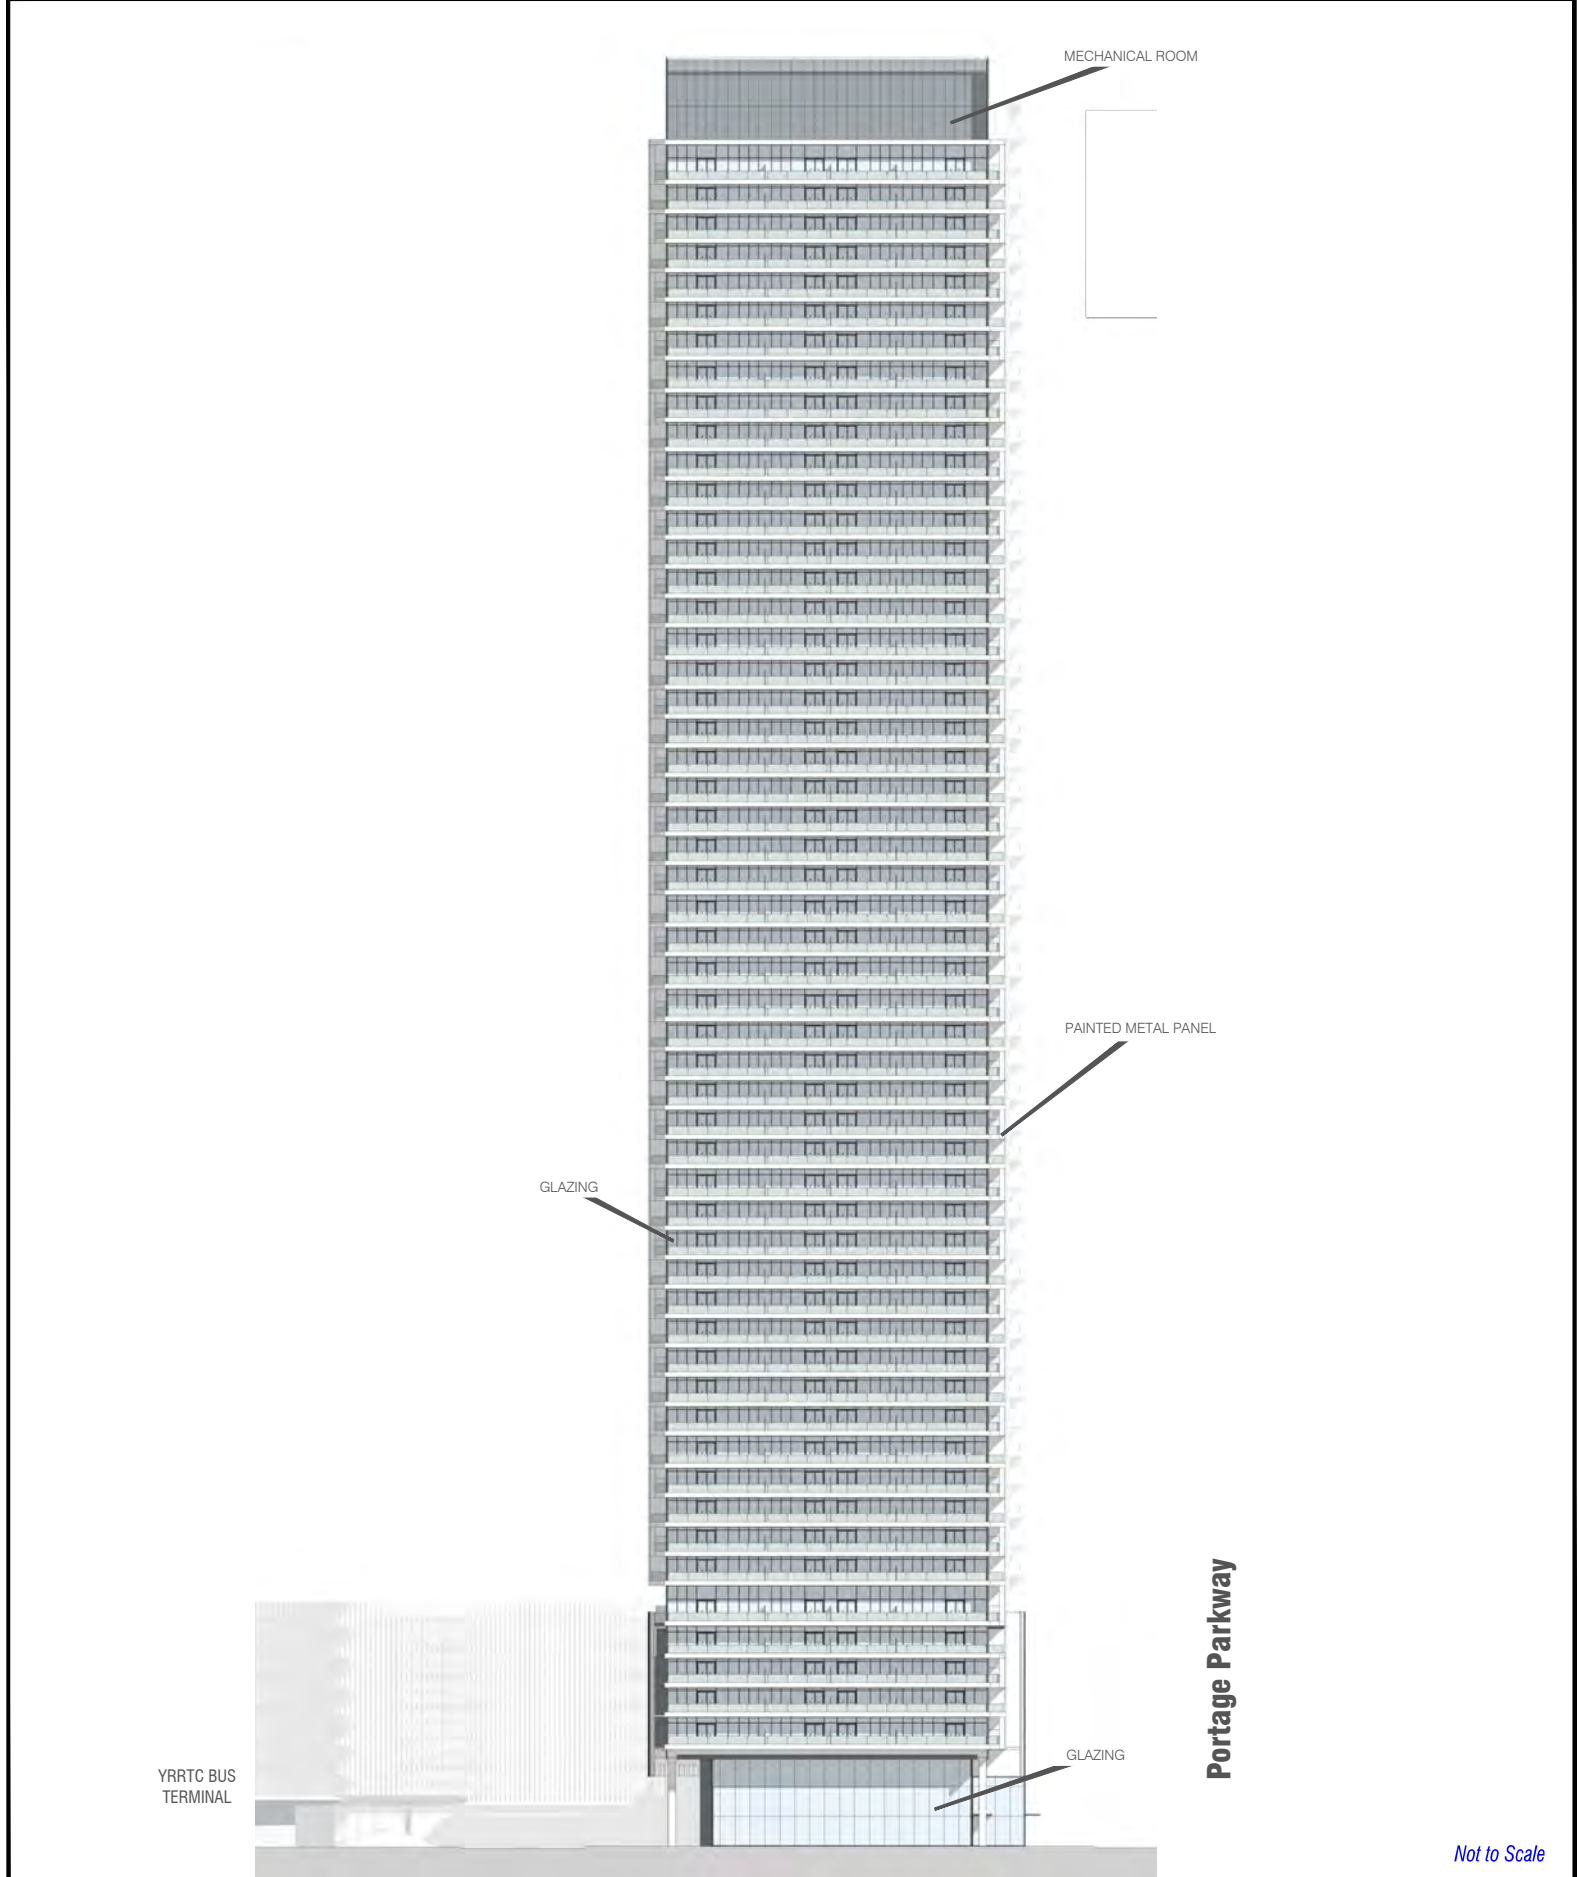 MECHANICAL ROOM
PAINTED METAL PANEL
GLAZING
Portage Parkway
GLAZING
YRRTC BUS
TERMINAL
Not to Scale